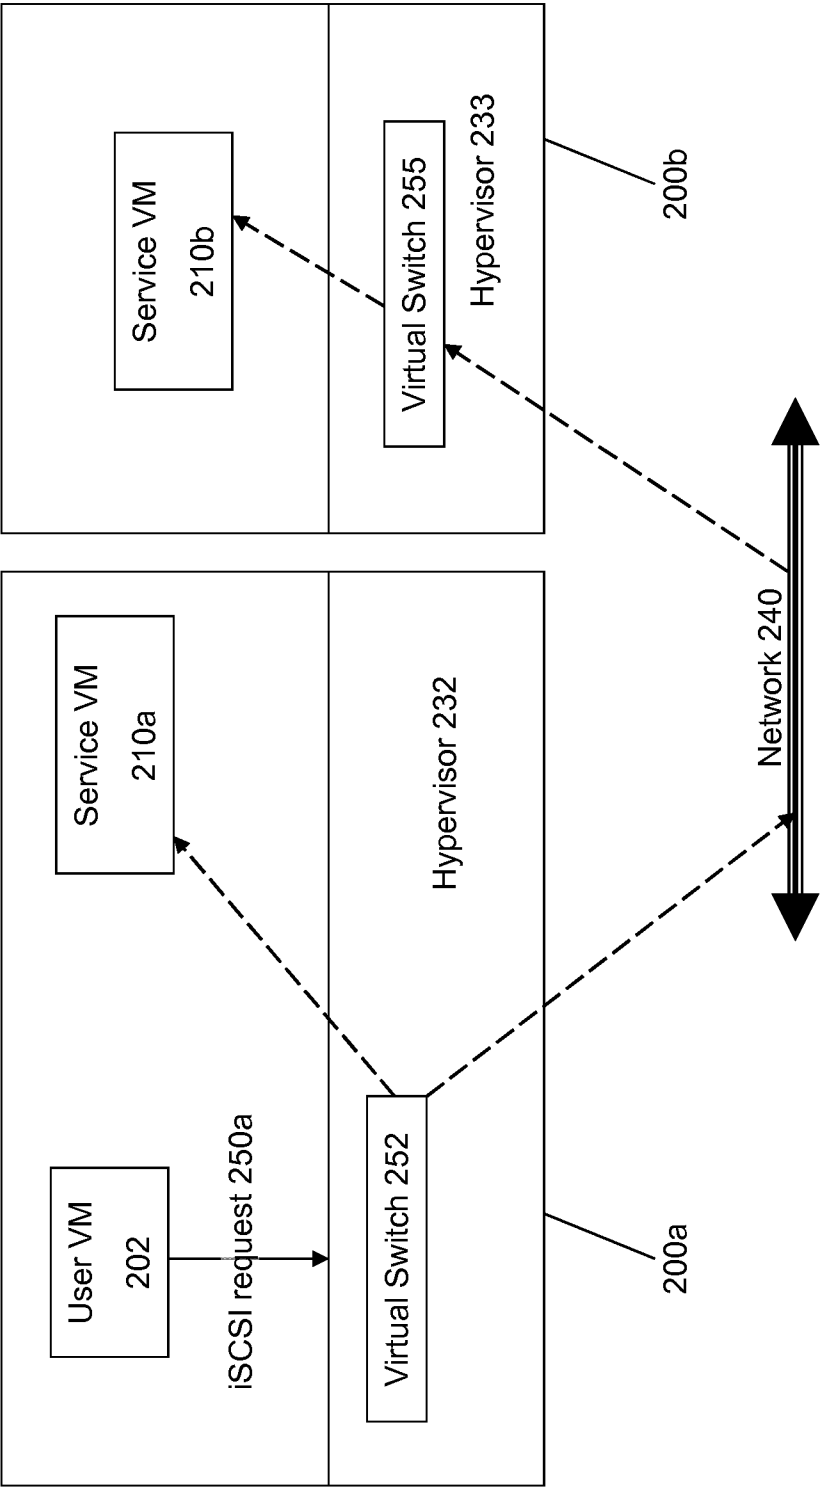 User VM
202
iSCSI request 250a
Virtual Switch 252
200a
Service VM
210a
Hypervisor 232
Network 240
Service VM
210b
Virtual Switch 255
Hypervisor 233
200b